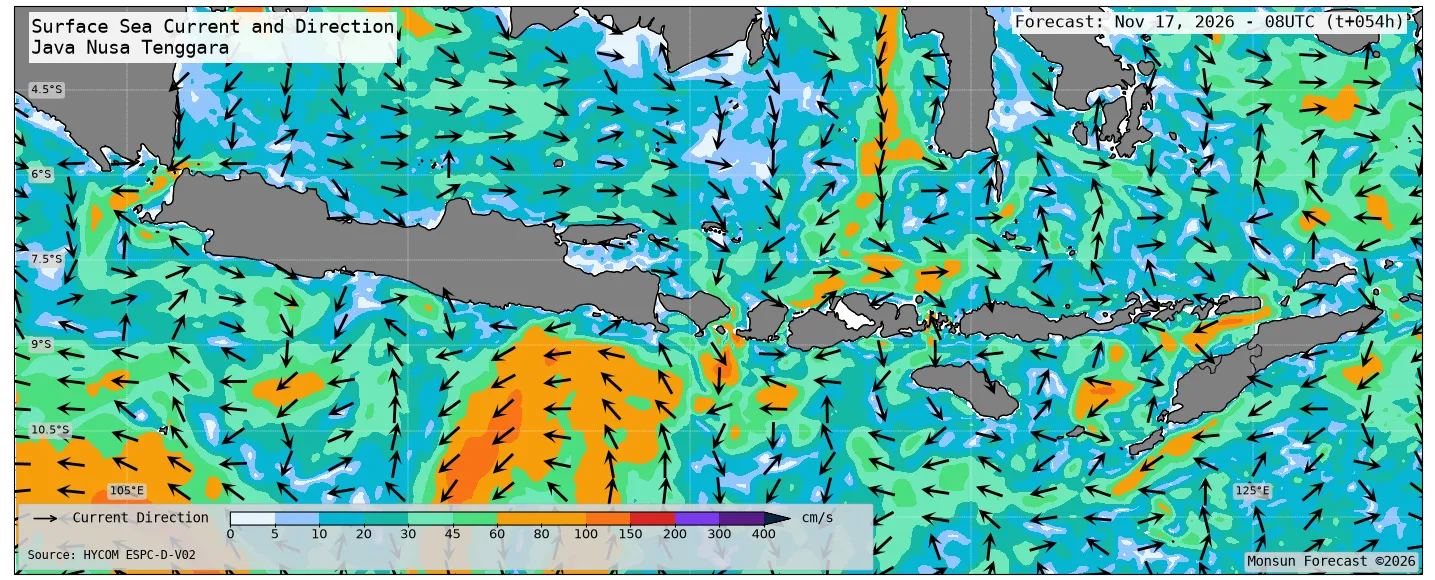 Surface Sea Current and Direction
Java Nusa Tenggara
Forecast: Nov 17, 2026 - 08UTC (t+054h)
4.5°S
6°S
7.5°S
9°S
10.5°S
105°E
125°E
Current Direction
0 5 10 20 30 45 60 80 100 150 200 300 400 cm/s
Source: HYCOM ESPC-D-V02
Monsun Forecast ©2026